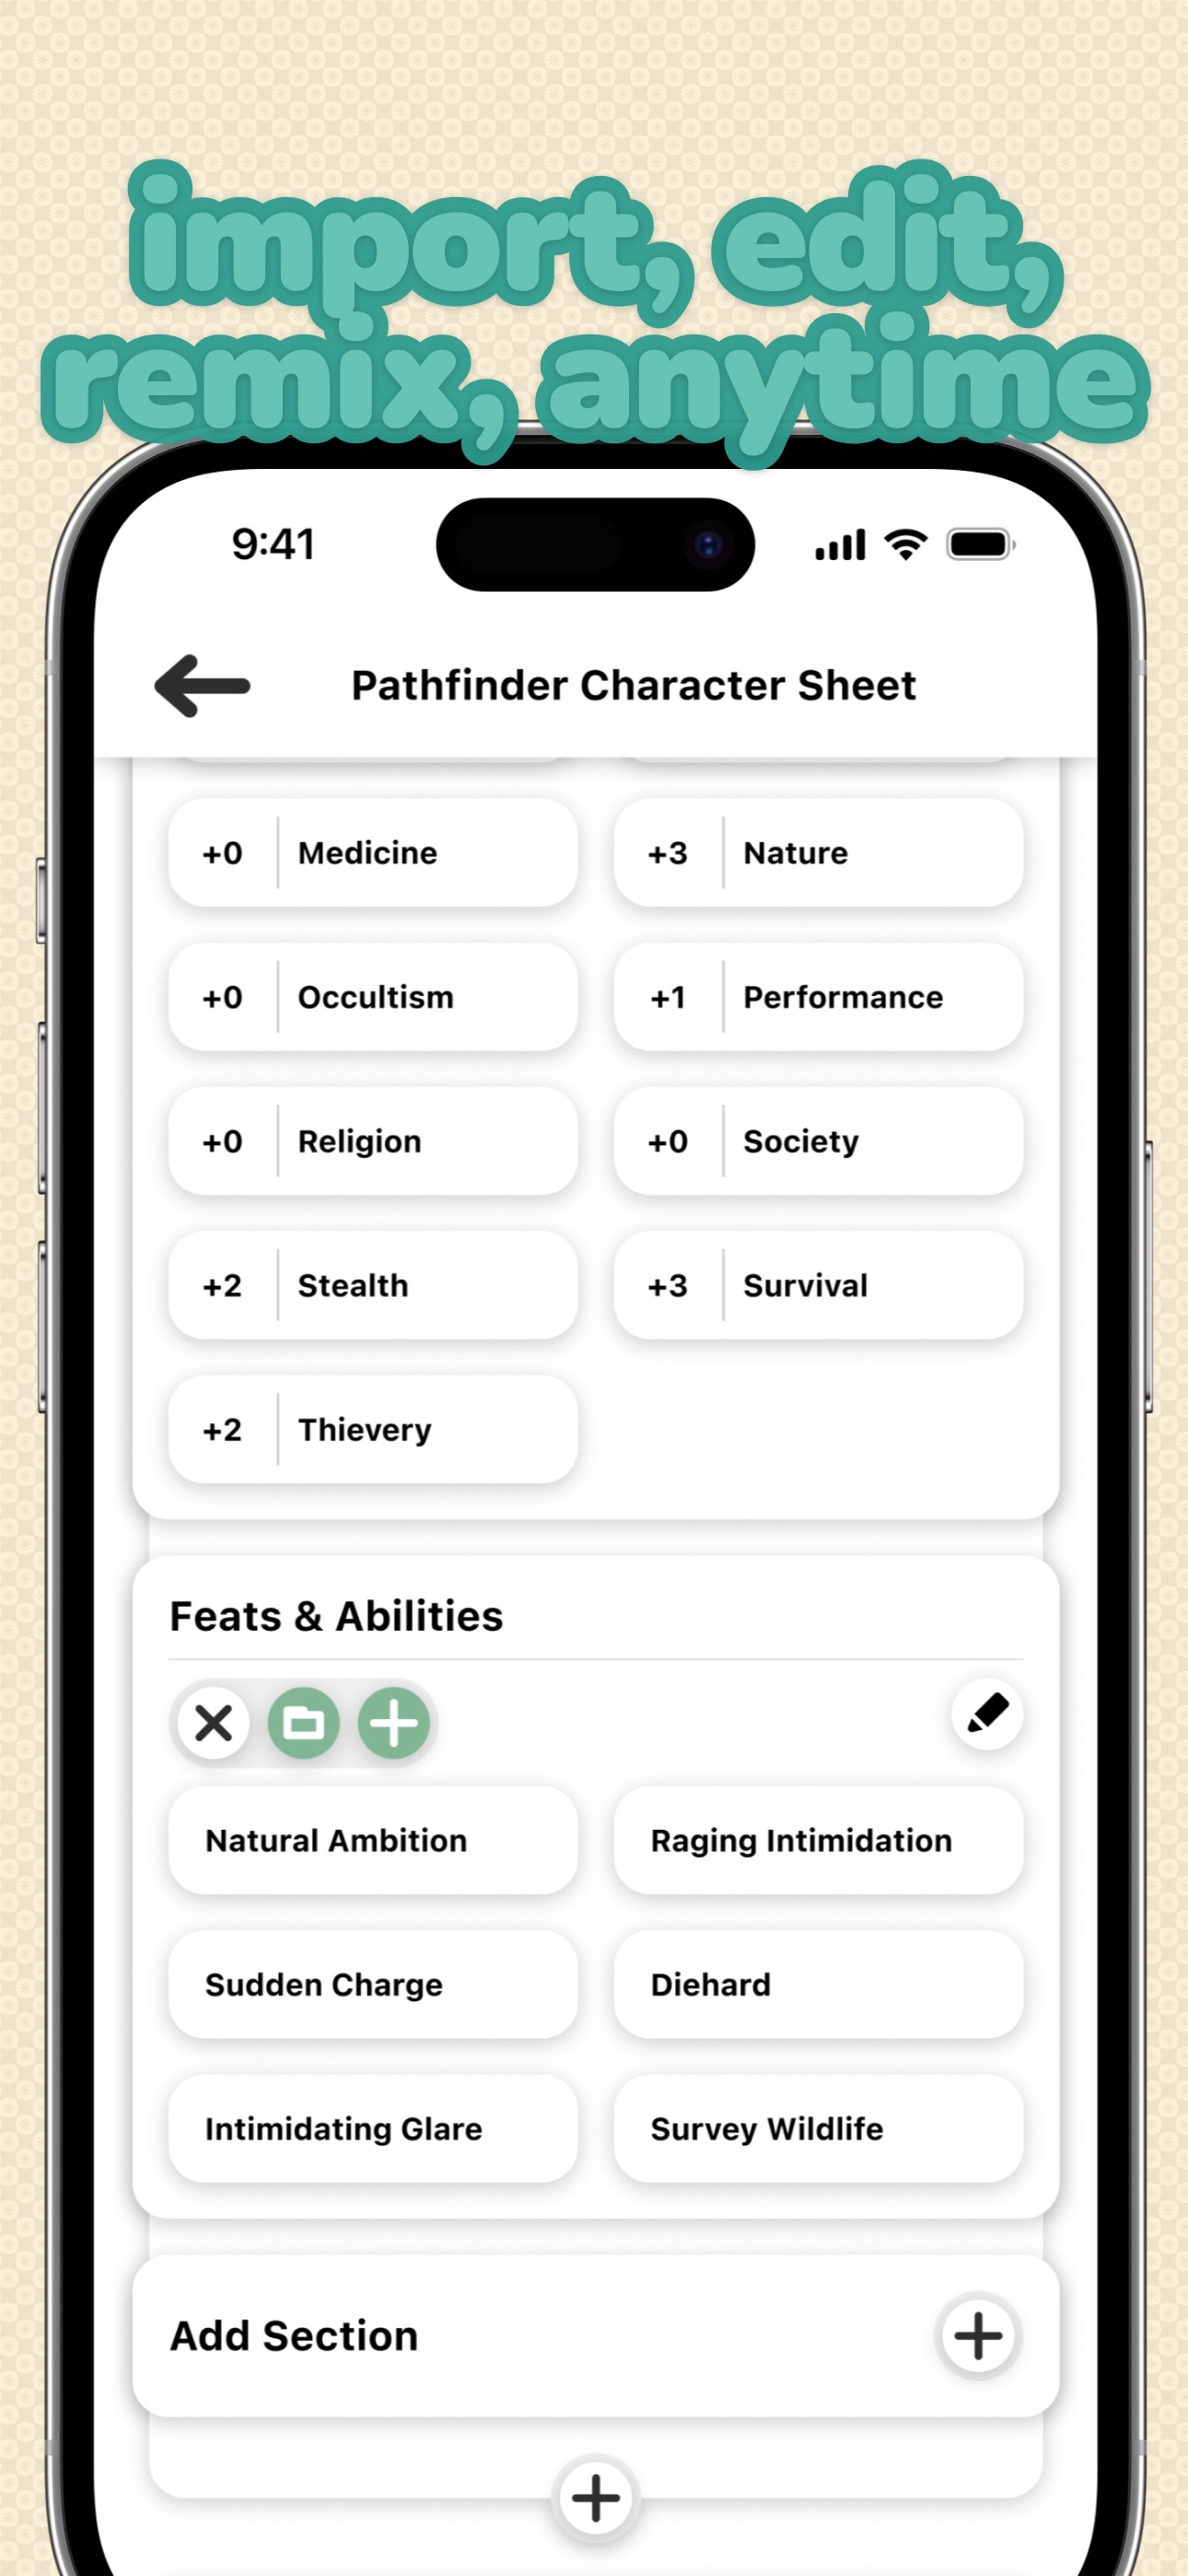 import, edit,
remix, anytime
9:41
Pathfinder Character Sheet
+0 Medicine
+3 Nature
+0 Occultism
+1 Performance
+0 Religion
+0 Society
+2 Stealth
+3 Survival
+2 Thievery
Feats & Abilities
Natural Ambition
Raging Intimidation
Sudden Charge
Diehard
Intimidating Glare
Survey Wildlife
Add Section